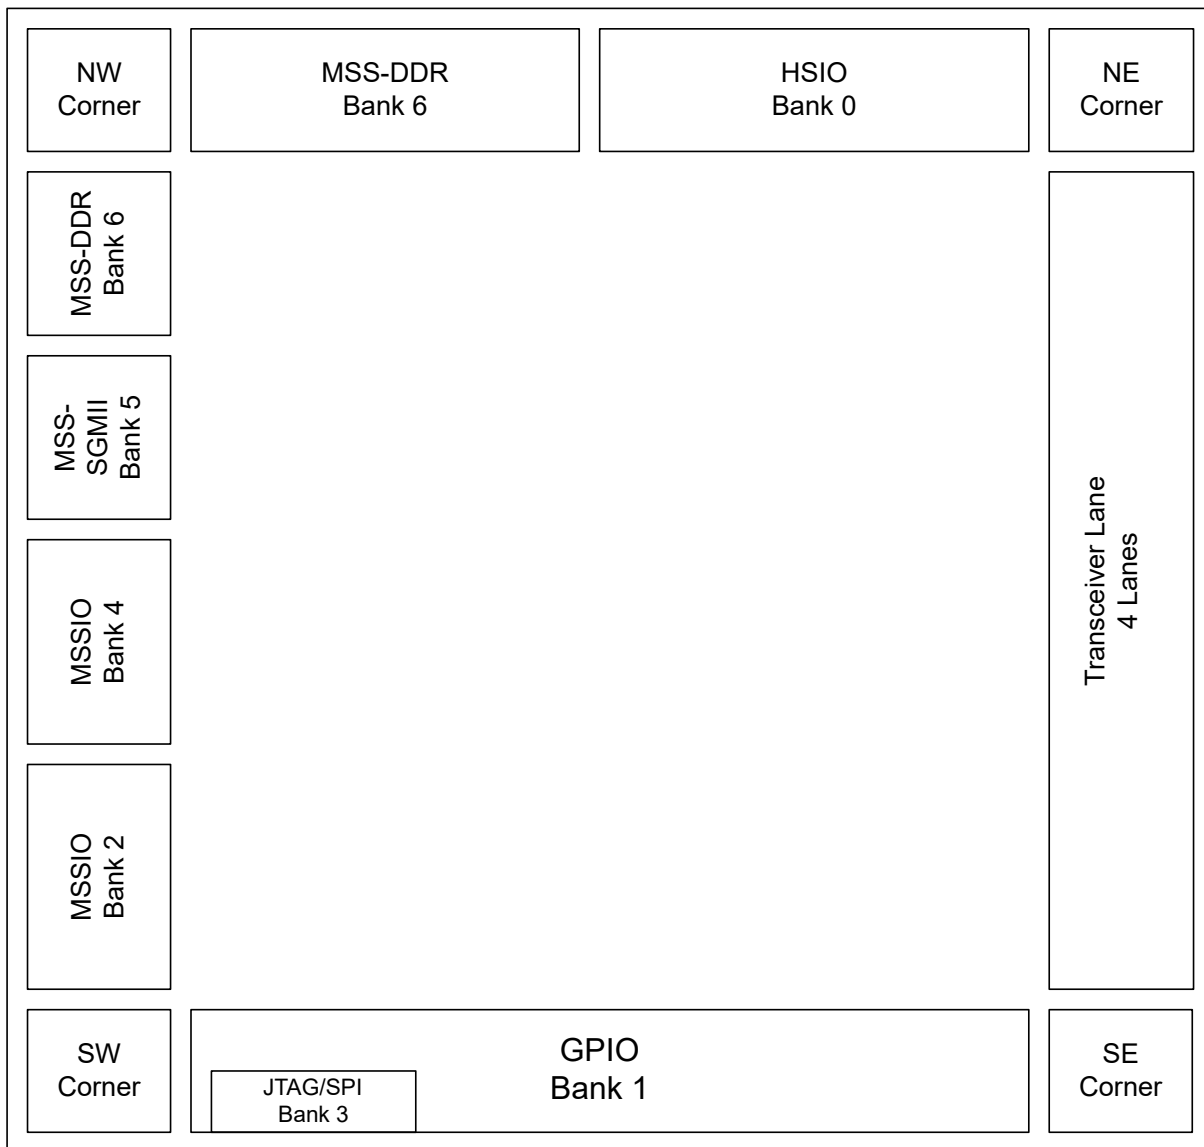 NW
Corner
MSS-DDR
Bank 6
HSIO
Bank 0
NE
Corner
MSS-DDR
Bank 6
MSS-
SGMII
Bank 5
MSSIO
Bank 4
MSSIO
Bank 2
Transceiver Lane
4 Lanes
SW
Corner
GPIO
Bank 1
JTAG/SPI
Bank 3
SE
Corner